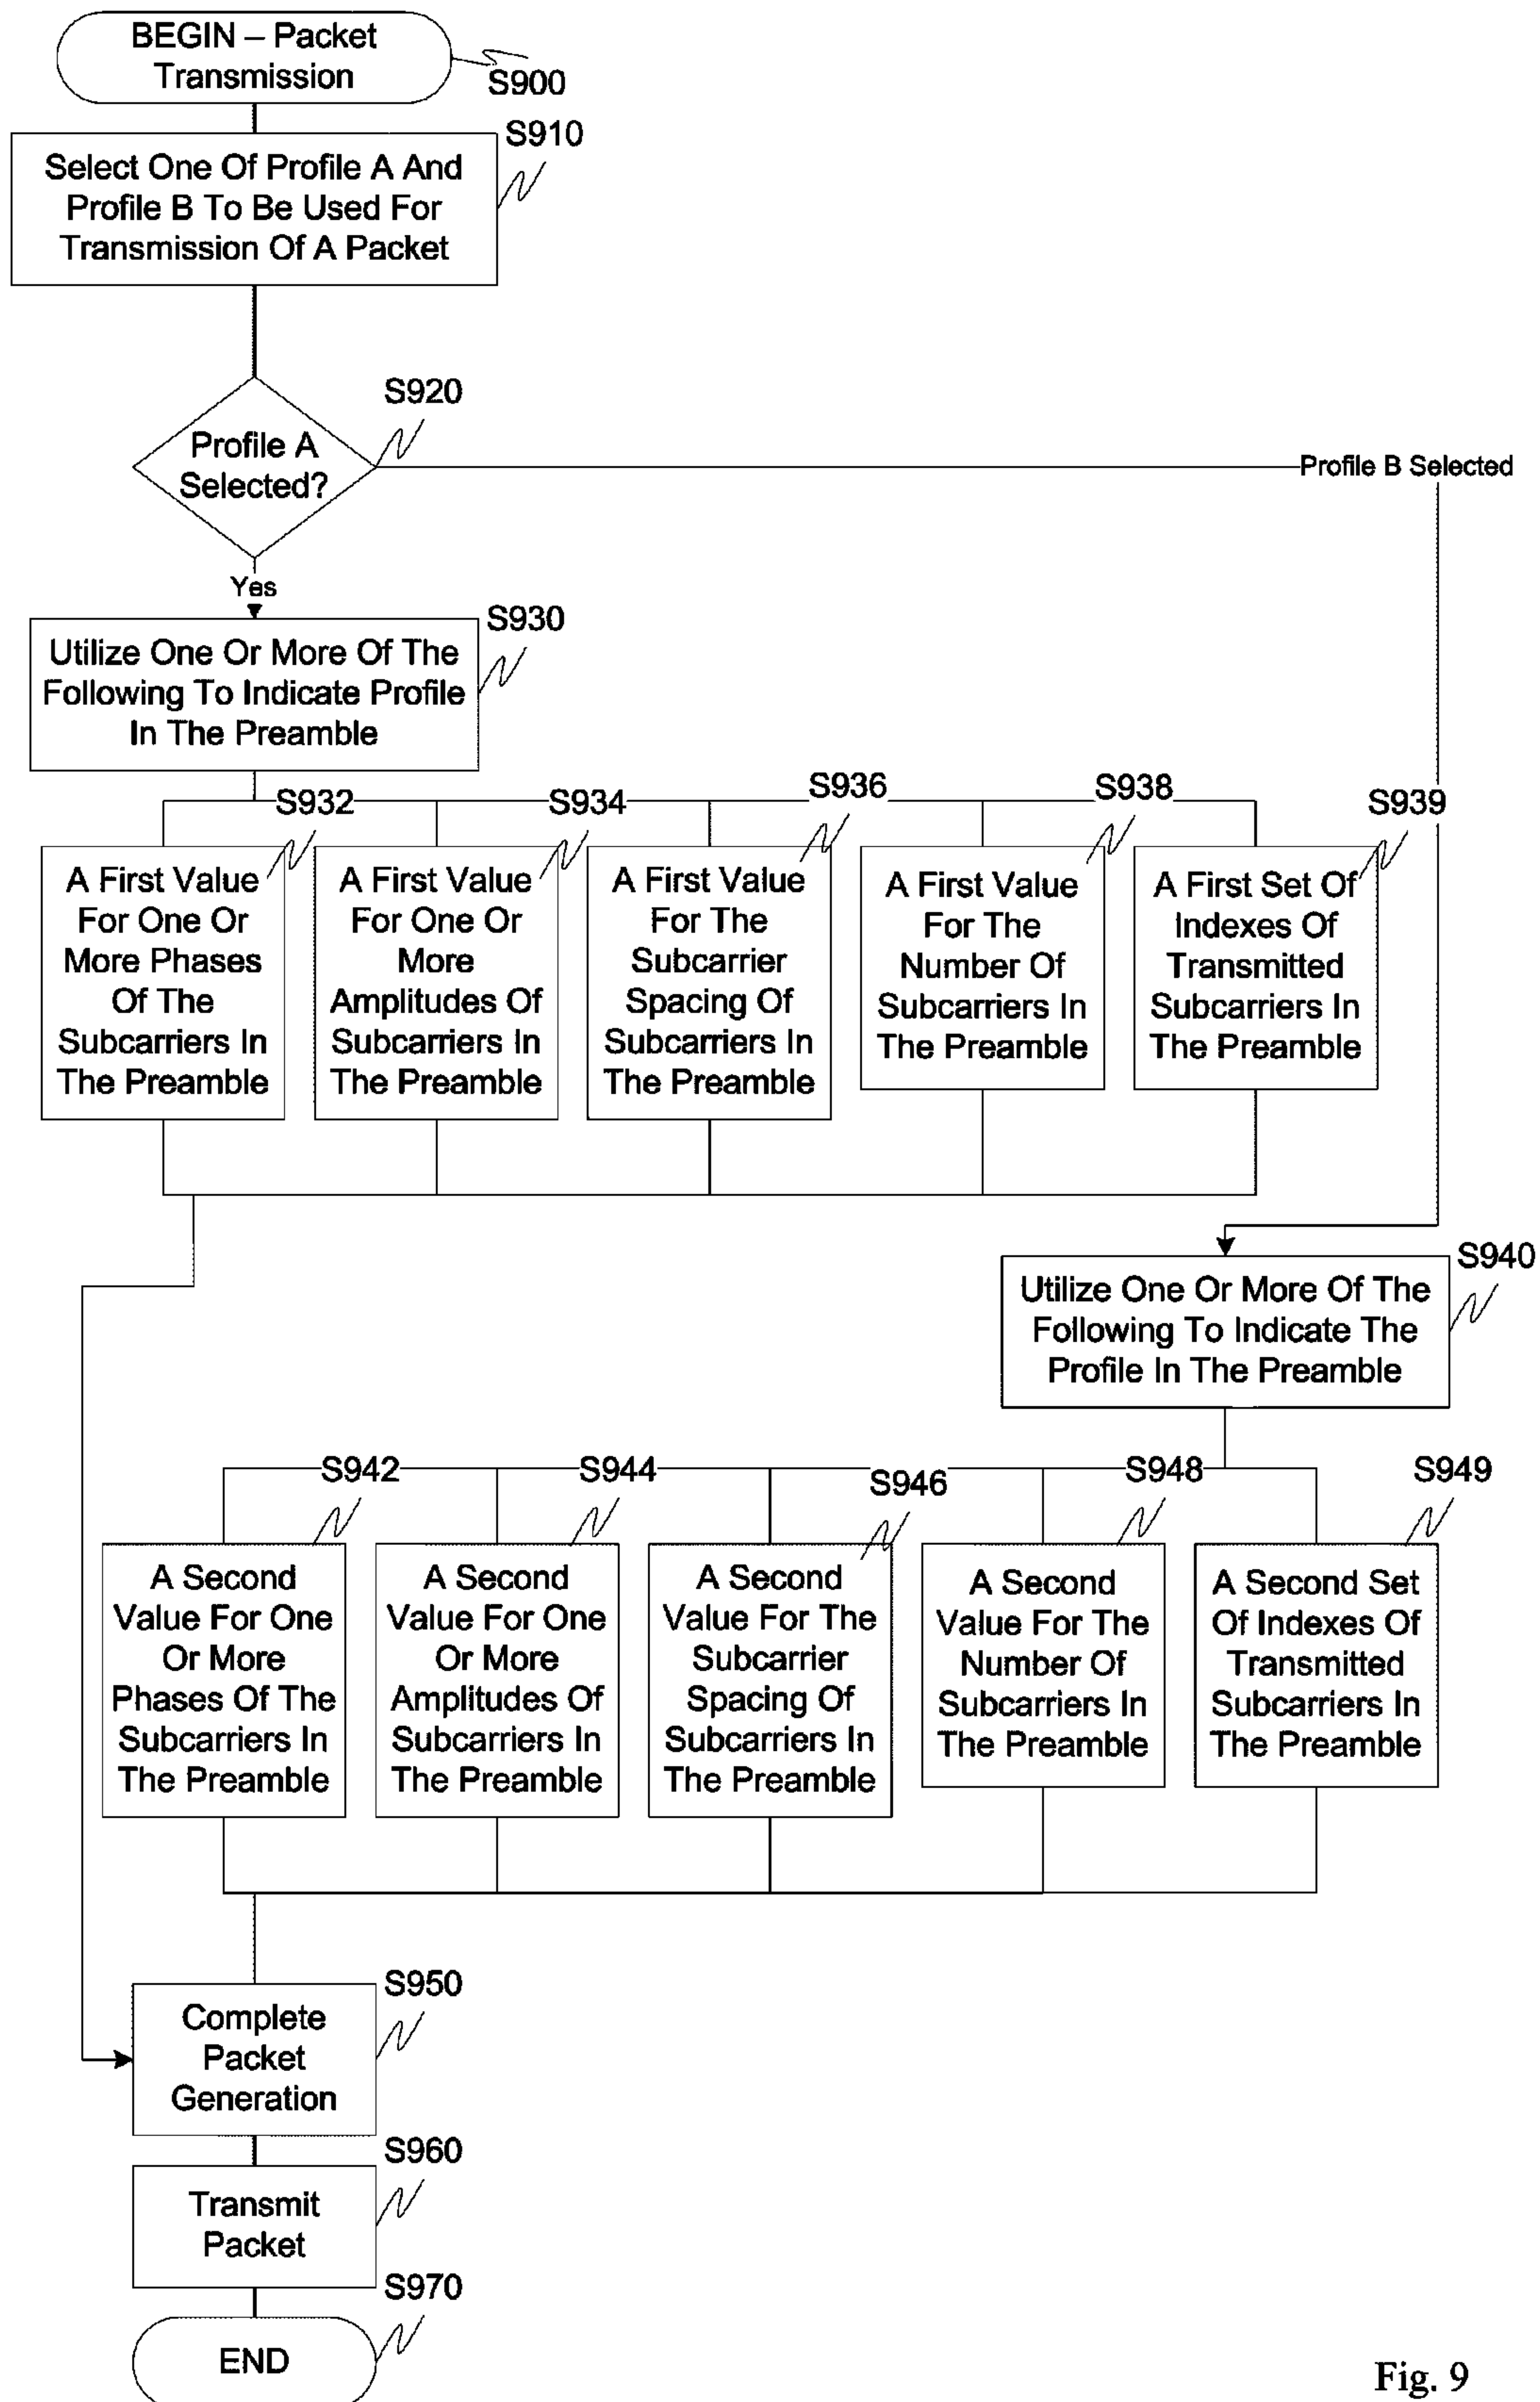 BEGIN – Packet
Transmission
S900
S910
Select One Of Profile A And
Profile B To Be Used For
Transmission Of A Packet
S920
Profile A
Selected?
Profile B Selected
Yes
S930
Utilize One Or More Of The
Following To Indicate Profile
In The Preamble
S932
A First Value
For One Or
More Phases
Of The
Subcarriers In
The Preamble
S934
A First Value
For One Or
More
Amplitudes Of
Subcarriers In
The Preamble
S936
A First Value
For The
Subcarrier
Spacing Of
Subcarriers In
The Preamble
S938
A First Value
For The
Number Of
Subcarriers In
The Preamble
S939
A First Set Of
Indexes Of
Transmitted
Subcarriers In
The Preamble
S940
Utilize One Or More Of The
Following To Indicate The
Profile In The Preamble
S942
A Second
Value For One
Or More
Phases Of The
Subcarriers In
The Preamble
S944
A Second
Value For One
Or More
Amplitudes Of
Subcarriers In
The Preamble
S946
A Second
Value For The
Subcarrier
Spacing Of
Subcarriers In
The Preamble
S948
A Second
Value For The
Number Of
Subcarriers In
The Preamble
S949
A Second Set
Of Indexes Of
Transmitted
Subcarriers In
The Preamble
S950
Complete
Packet
Generation
S960
Transmit
Packet
S970
END
Fig. 9